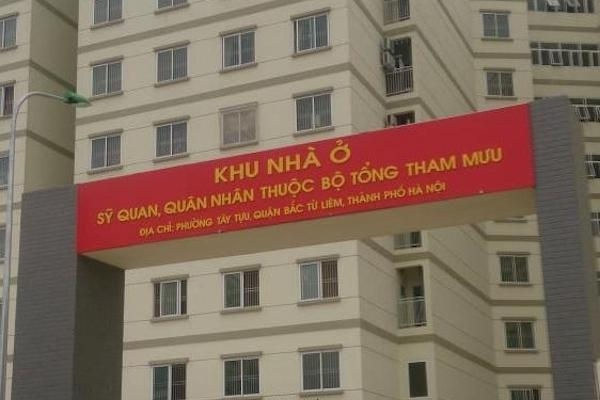 KHU NHÀ Ở
SỸ QUAN, QUÂN NHÂN THUỘC BỘ TỔNG THAM MƯU
ĐỊA CHỈ: PHƯỜNG TÂY TỰU, QUẬN BẮC TỪ LIÊM, THÀNH PHỐ HÀ NỘI